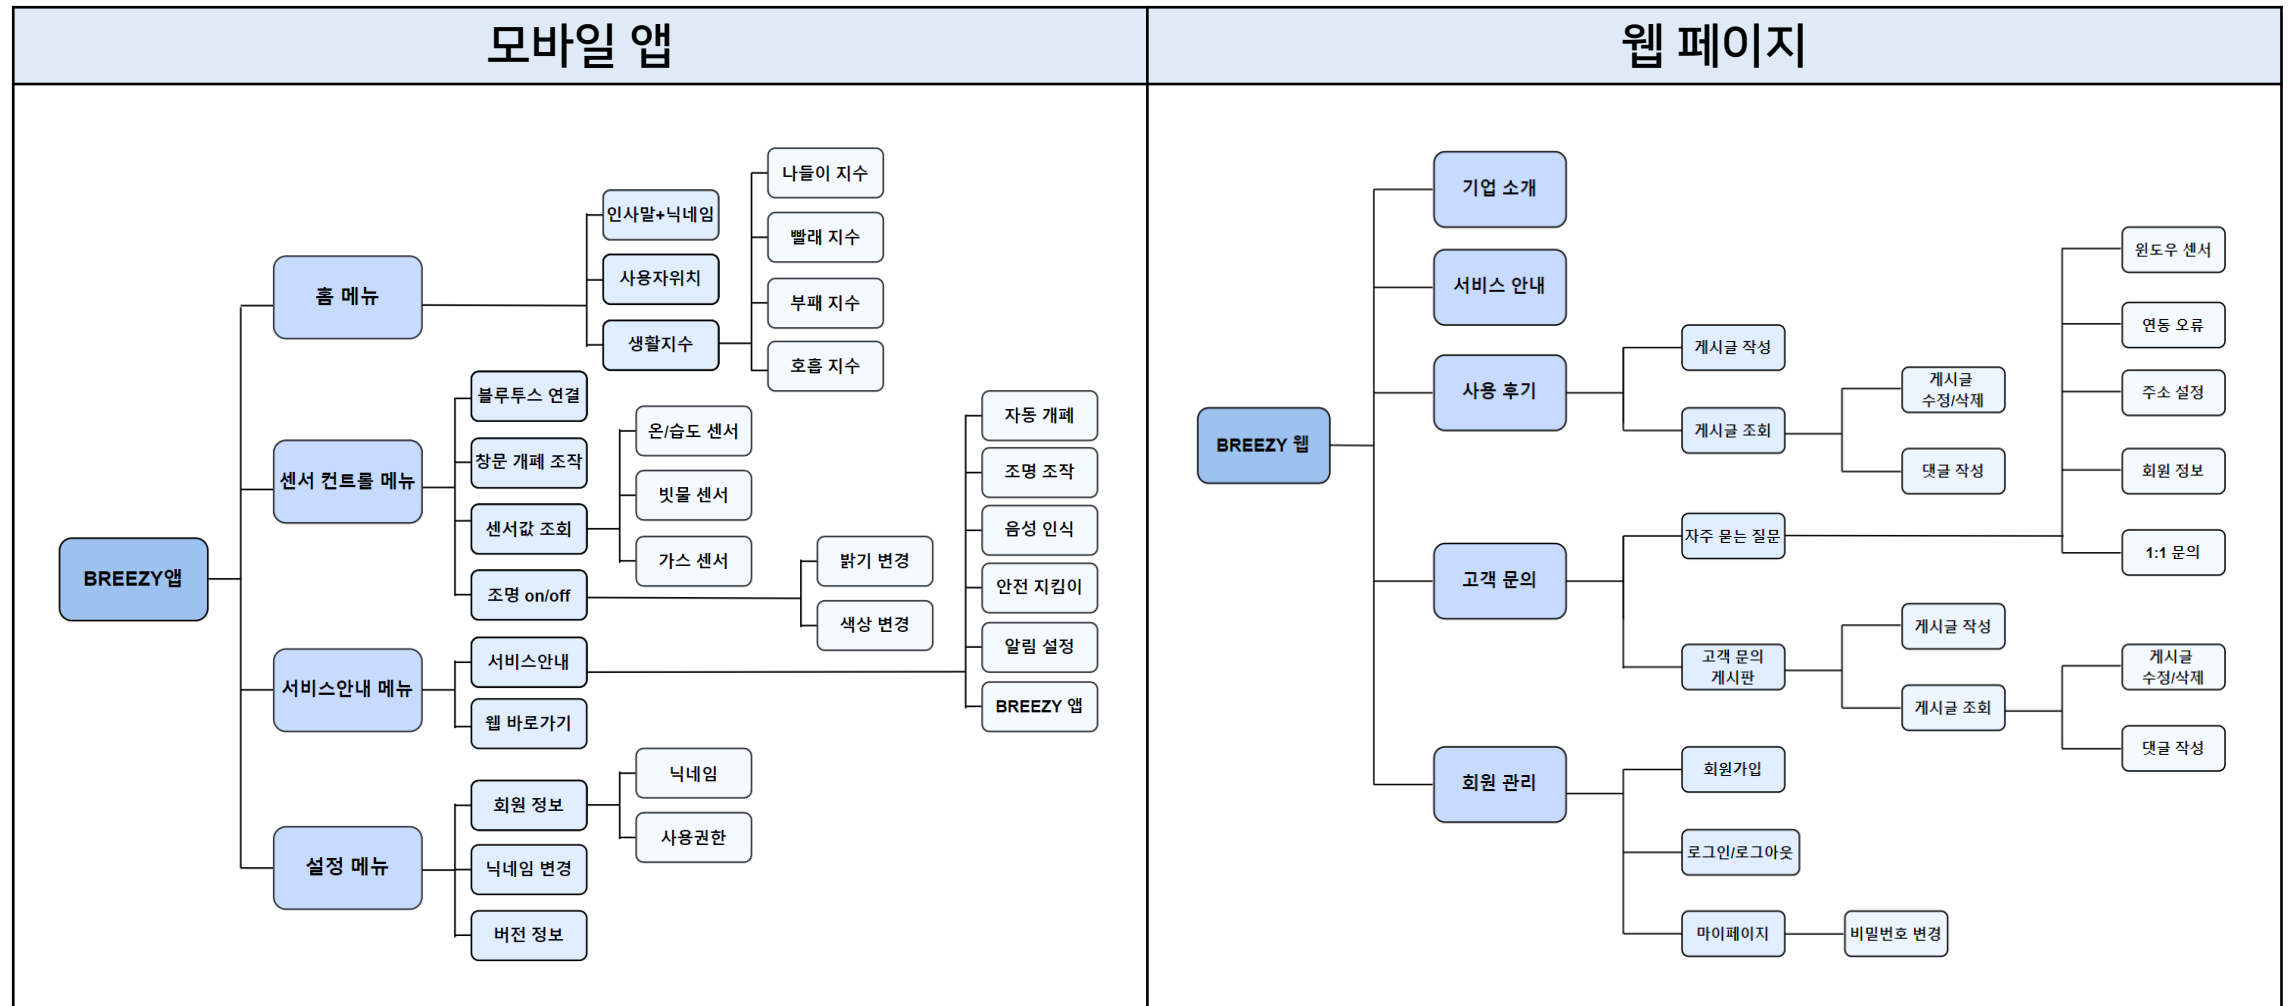 모바일 앱
웹 페이지
BREEZY앱
홈 메뉴
인사말+닉네임
사용자위치
생활지수
나들이 지수
빨래 지수
부패 지수
호흡 지수
센서 컨트롤 메뉴
블루투스 연결
창문 개폐 조작
센서값 조회
온/습도 센서
빗물 센서
가스 센서
조명 on/off
밝기 변경
색상 변경
서비스안내 메뉴
서비스안내
자동 개폐
조명 조작
음성 인식
안전 지킴이
알림 설정
BREEZY 앱
웹 바로가기
설정 메뉴
회원 정보
닉네임
사용권한
닉네임 변경
버전 정보
BREEZY 웹
기업 소개
서비스 안내
사용 후기
게시글 작성
게시글 조회
게시글
수정/삭제
댓글 작성
고객 문의
자주 묻는 질문
윈도우 센서
연동 오류
주소 설정
회원 정보
1:1 문의
고객 문의
게시판
게시글 작성
게시글 조회
게시글
수정/삭제
댓글 작성
회원 관리
회원가입
로그인/로그아웃
마이페이지
비밀번호 변경